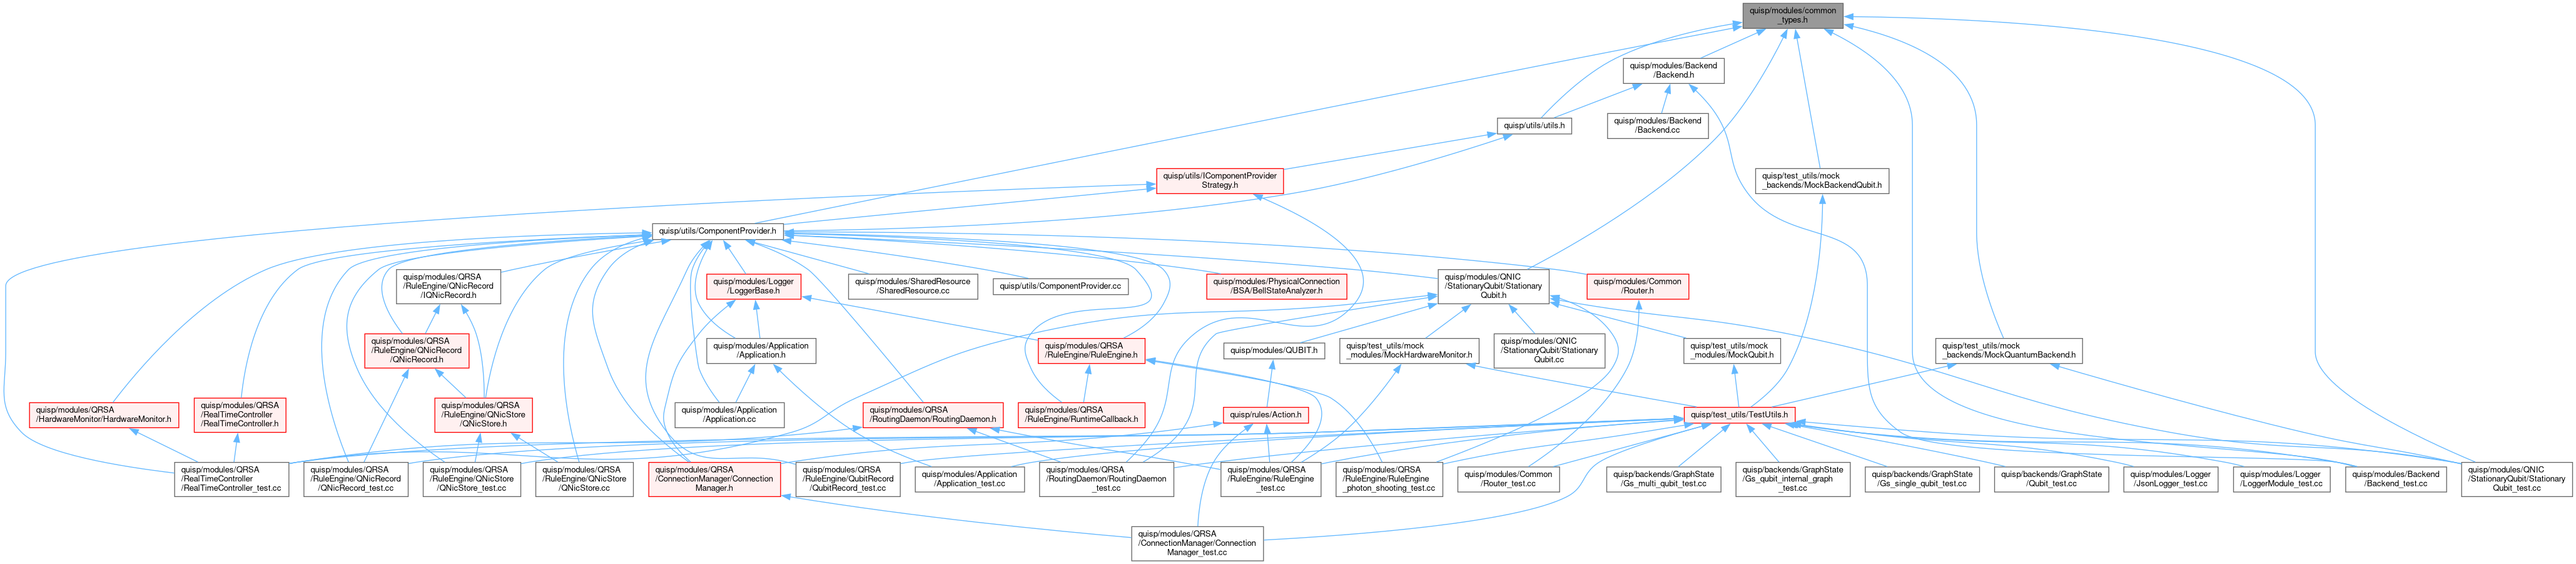 quisp/modules/common
_types.h
quisp/modules/Backend
/Backend.h
quisp/utils/utils.h
quisp/modules/Backend
/Backend.cc
quisp/utils/IComponentProvider
Strategy.h
quisp/test_utils/mock
_backends/MockBackendQubit.h
quisp/utils/ComponentProvider.h
quisp/modules/QRSA
/RuleEngine/QNicRecord
/IQNicRecord.h
quisp/modules/Logger
/LoggerBase.h
quisp/modules/SharedResource
/SharedResource.cc
quisp/utils/ComponentProvider.cc
quisp/modules/PhysicalConnection
/BSA/BellStateAnalyzer.h
quisp/modules/QNIC
/StationaryQubit/Stationary
Qubit.h
quisp/modules/Common
/Router.h
quisp/modules/QRSA
/RuleEngine/QNicRecord
/QNicRecord.h
quisp/modules/Application
/Application.h
quisp/modules/QRSA
/RuleEngine/RuleEngine.h
quisp/modules/QUBIT.h
quisp/test_utils/mock
_modules/MockHardwareMonitor.h
quisp/modules/QNIC
/StationaryQubit/Stationary
Qubit.cc
quisp/test_utils/mock
_modules/MockQubit.h
quisp/test_utils/mock
_backends/MockQuantumBackend.h
quisp/modules/QRSA
/HardwareMonitor/HardwareMonitor.h
quisp/modules/QRSA
/RealTimeController
/RealTimeController.h
quisp/modules/QRSA
/RuleEngine/QNicStore
/QNicStore.h
quisp/modules/Application
/Application.cc
quisp/modules/QRSA
/RoutingDaemon/RoutingDaemon.h
quisp/modules/QRSA
/RuleEngine/RuntimeCallback.h
quisp/rules/Action.h
quisp/test_utils/TestUtils.h
quisp/modules/QRSA
/RealTimeController
/RealTimeController_test.cc
quisp/modules/QRSA
/RuleEngine/QNicRecord
/QNicRecord_test.cc
quisp/modules/QRSA
/RuleEngine/QNicStore
/QNicStore_test.cc
quisp/modules/QRSA
/RuleEngine/QNicStore
/QNicStore.cc
quisp/modules/QRSA
/ConnectionManager/Connection
Manager.h
quisp/modules/QRSA
/RuleEngine/QubitRecord
/QubitRecord_test.cc
quisp/modules/Application
/Application_test.cc
quisp/modules/QRSA
/RoutingDaemon/RoutingDaemon
_test.cc
quisp/modules/QRSA
/RuleEngine/RuleEngine
_test.cc
quisp/modules/QRSA
/RuleEngine/RuleEngine
_photon_shooting_test.cc
quisp/modules/Common
/Router_test.cc
quisp/backends/GraphState
/Gs_multi_qubit_test.cc
quisp/backends/GraphState
/Gs_qubit_internal_graph
_test.cc
quisp/backends/GraphState
/Gs_single_qubit_test.cc
quisp/backends/GraphState
/Qubit_test.cc
quisp/modules/Logger
/JsonLogger_test.cc
quisp/modules/Logger
/LoggerModule_test.cc
quisp/modules/Backend
/Backend_test.cc
quisp/modules/QNIC
/StationaryQubit/Stationary
Qubit_test.cc
quisp/modules/QRSA
/ConnectionManager/Connection
Manager_test.cc